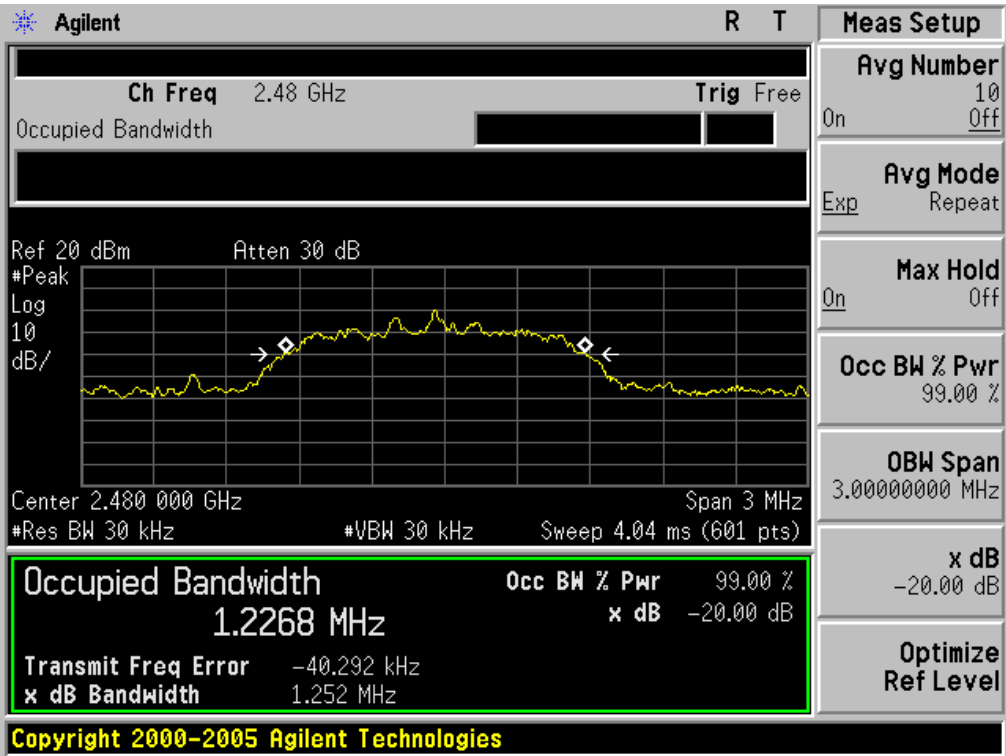 Agilent R T
Meas Setup
Ch Freq 2.48 GHz Trig Free
Occupied Bandwidth
Ref 20 dBm Atten 30 dB
#Peak
Log
10
dB/
Center 2.480 000 GHz Span 3 MHz
#Res BW 30 kHz #VBW 30 kHz Sweep 4.04 ms (601 pts)
Occupied Bandwidth Occ BW % Pwr 99.00 %
1.2268 MHz x dB -20.00 dB
Transmit Freq Error -40.292 kHz
x dB Bandwidth 1.252 MHz
Avg Number
10
On Off
Avg Mode
Exp Repeat
Max Hold
On Off
Occ BW % Pwr
99.00 %
OBW Span
3.00000000 MHz
x dB
-20.00 dB
Optimize
Ref Level
Copyright 2000-2005 Agilent Technologies